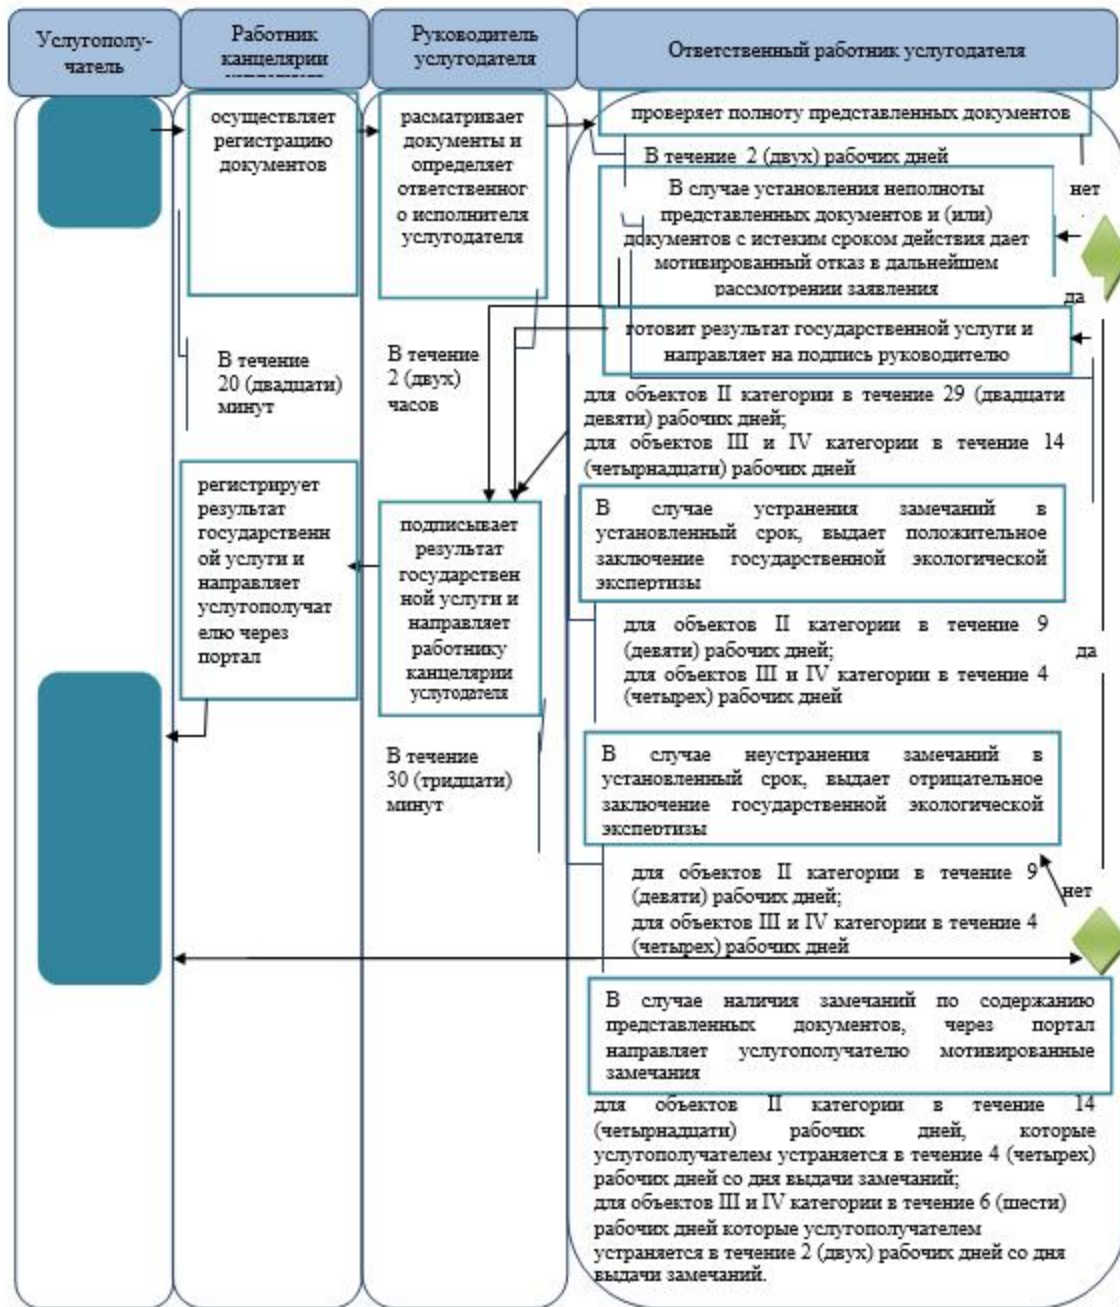 Услугополу-
чатель
Работник
канцелярии
Руководитель
услугодателя
Ответственный работник услугодателя
осуществляет
регистрацию
документов
В течение
20 (двадцати)
минут
расматривает
документы и
определяет
ответственног
о исполнителя
услугодателя
В течение
2 (двух)
часов
проверяет полноту представленных документов
В течение 2 (двух) рабочих дней
В случае установления неполноты
представленных документов и (или)
документов с истеким сроком действия дает
мотивированный отказ в дальнейшем
рассмотрении заявления
нет
да
готовит результат государственной услуги и
направляет на подпись руководителю
для объектов II категории в течение 29 (двадцати
девяти) рабочих дней;
для объектов III и IV категории в течение 14
(четырнадцати) рабочих дней
регистрирует
результат
государственн
ой услуги и
направляет
услугополучат
елю через
портал
подписывает
результат
государствен
ной услуги и
направляет
работнику
канцелярии
услугодателя
В течение
30 (тридцати)
минут
В случае устранения замечаний в
установленный срок, выдает положительное
заключение государственной экологической
экспертизы
для объектов II категории в течение 9
(девяти) рабочих дней;
для объектов III и IV категории в течение 4
(четырех) рабочих дней
да
В случае неустранения замечаний в
установленный срок, выдает отрицательное
заключение государственной экологической
экспертизы
для объектов II категории в течение 9
(девяти) рабочих дней;
для объектов III и IV категории в течение 4
(четырех) рабочих дней
нет
В случае наличия замечаний по содержанию
представленных документов, через портал
направляет услугополучателю мотивированные
замечания
для объектов II категории в течение 14
(четырнадцати) рабочих дней, которые
услугополучателем устраняется в течение 4 (четырех)
рабочих дней со дня выдачи замечаний;
для объектов III и IV категории в течение 6 (шести)
рабочих дней которые услугополучателем
устраняется в течение 2 (двух) рабочих дней со дня
выдачи замечаний.